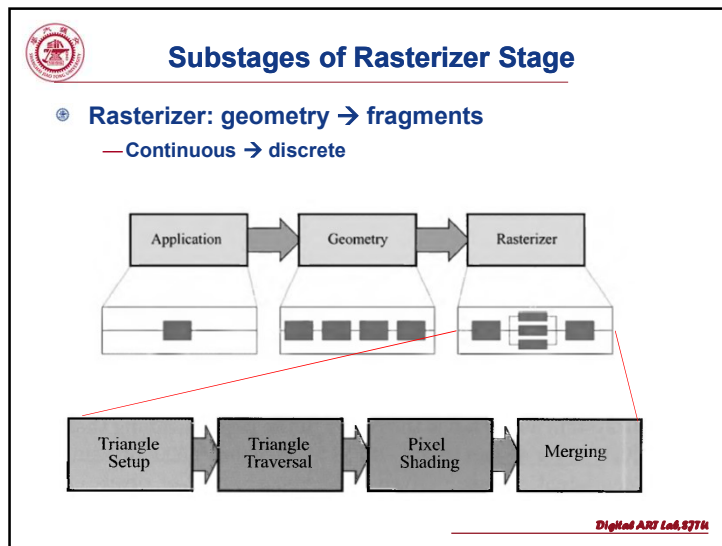 Substages of Rasterizer Stage
Rasterizer: geometry → fragments
—Continuous → discrete
Application
Geometry
Rasterizer
Triangle
Setup
Triangle
Traversal
Pixel
Shading
Merging
Digital ART Lab,SJTU